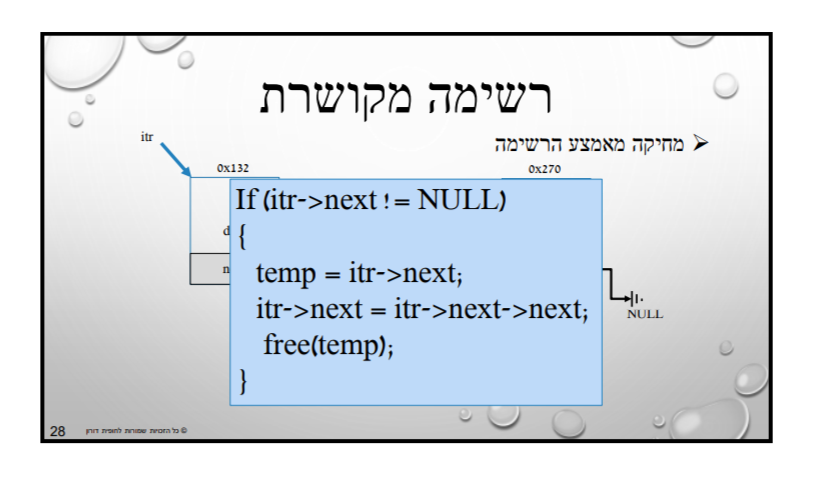 רשימה מקושרת
➢ מחיקה מאמצע הרשימה
itr
0x132
0x270
d
n
If (itr->next != NULL)
{
temp = itr->next;
itr->next = itr->next->next;
free(temp);
}
NULL
28
© כל הזכויות שמורות לחופית דורון